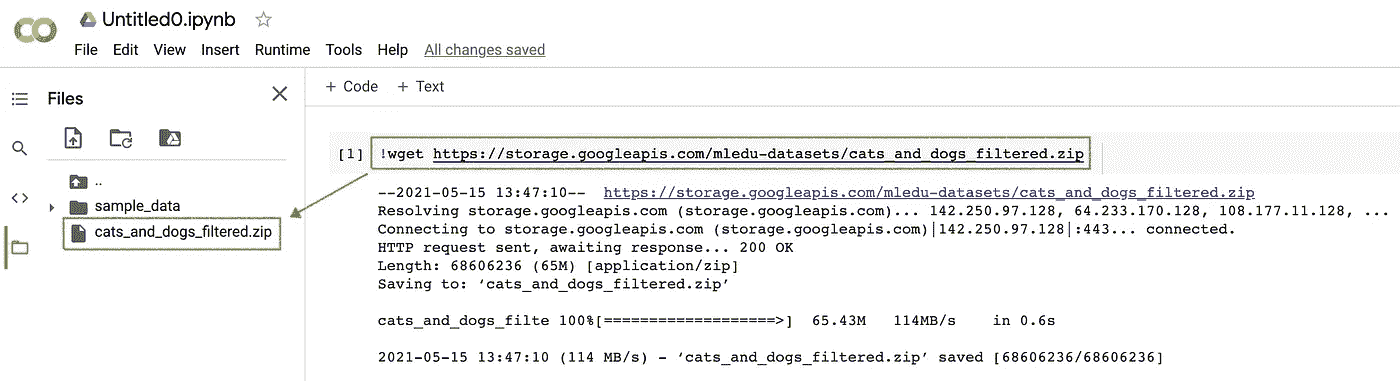 Untitled0.ipynb
File Edit View Insert Runtime Tools Help All changes saved
Files
+ Code + Text
..
sample_data
cats_and_dogs_filtered.zip
[1] !wget https://storage.googleapis.com/mledu-datasets/cats_and_dogs_filtered.zip
--2021-05-15 13:47:10-- https://storage.googleapis.com/mledu-datasets/cats_and_dogs_filtered.zip
Resolving storage.googleapis.com (storage.googleapis.com)... 142.250.97.128, 64.233.170.128, 108.177.11.128, ...
Connecting to storage.googleapis.com (storage.googleapis.com)|142.250.97.128|:443... connected.
HTTP request sent, awaiting response... 200 OK
Length: 68606236 (65M) [application/zip]
Saving to: ‘cats_and_dogs_filtered.zip’
cats_and_dogs_filte 100%[===================>] 65.43M 114MB/s in 0.6s
2021-05-15 13:47:10 (114 MB/s) - ‘cats_and_dogs_filtered.zip’ saved [68606236/68606236]